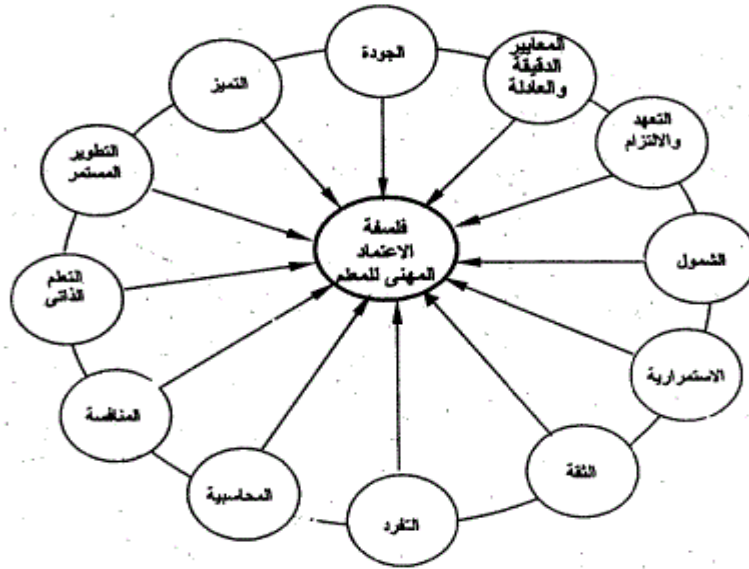 الجودة
المعايير
الدقيقة
والعادلة
التعهد
والالتزام
الشمول
الاستمرارية
الثقة
التفرد
المحاسبية
المنافسة
التعلم
الذاتى
التطوير
المستمر
التميز
فلسفة
الاعتماد
المهنى للمعلم